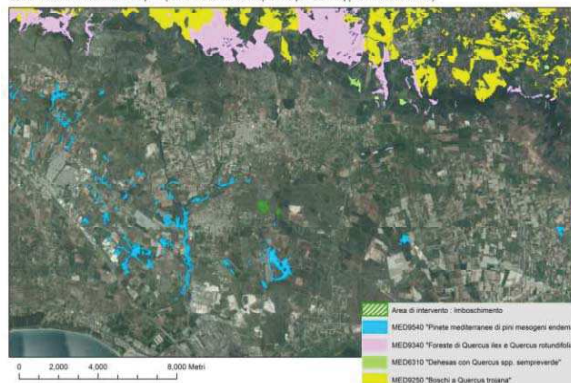 Area di intervento : Imboschimento
MED9540 "Pinete mediterranee di pini mesogeni endem
MED9340 "Foreste di Quercus ilex e Quercus rotundifolia
MED6310 "Dehesas con Quercus spp. sempreverde"
MED9250 "Boschi a Quercus trojana"
0 2,000 4,000 8,000 Metri